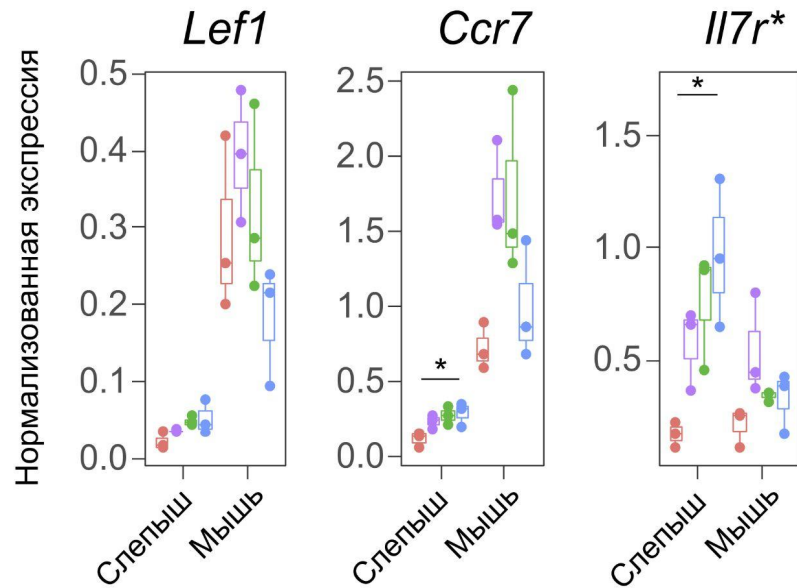 Lef1
Ccr7
Il7r*
Нормализованная экспрессия
0.5
0.4
0.3
0.2
0.1
0.0
2.5
2.0
1.5
1.0
0.5
0.0
*
1.5
1.0
0.5
*
Слепыш
Мышь
Слепыш
Мышь
Слепыш
Мышь